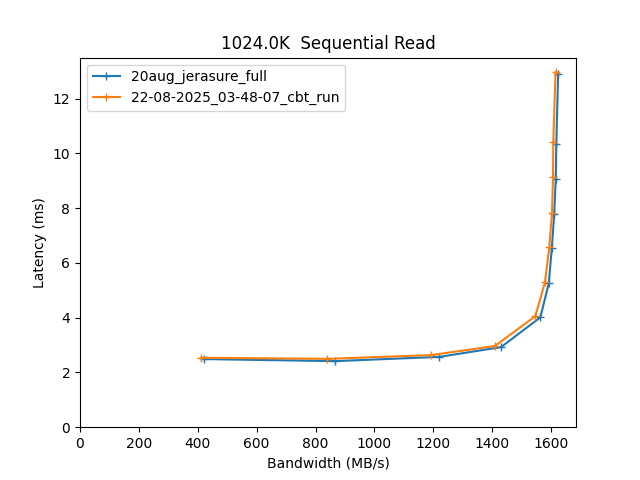 1024.0K  Sequential Read
20aug_jerasure_full
22-08-2025_03-48-07_cbt_run
Latency (ms)
12
10
8
6
4
2
0
0 200 400 600 800 1000 1200 1400 1600
Bandwidth (MB/s)